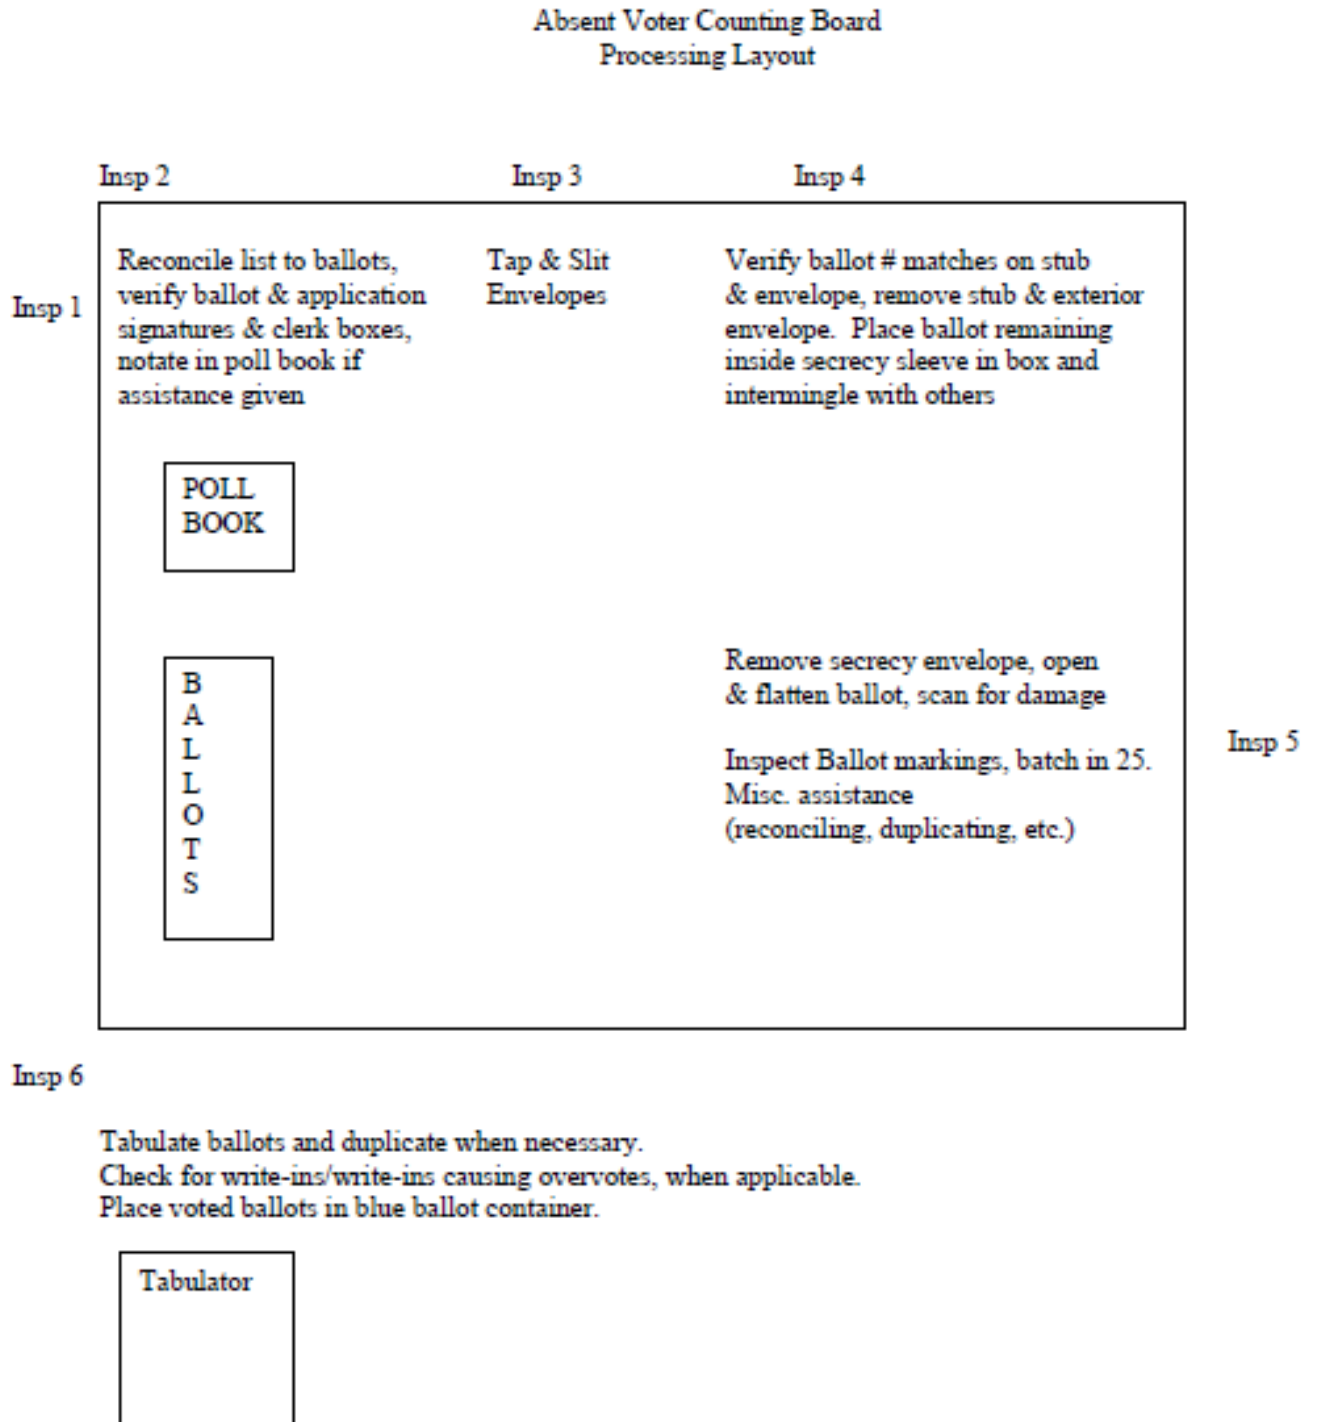 Absent Voter Counting Board
Processing Layout
Insp 2
Insp 3
Insp 4
Insp 1
Reconcile list to ballots,
verify ballot & application
signatures & clerk boxes,
notate in poll book if
assistance given
Tap & Slit
Envelopes
Verify ballot # matches on stub
& envelope, remove stub & exterior
envelope.  Place ballot remaining
inside secrecy sleeve in box and
intermingle with others
POLL
BOOK
B
A
L
L
O
T
S
Remove secrecy envelope, open
& flatten ballot, scan for damage
Inspect Ballot markings, batch in 25.
Misc. assistance
(reconciling, duplicating, etc.)
Insp 5
Insp 6
Tabulate ballots and duplicate when necessary.
Check for write-ins/write-ins causing overvotes, when applicable.
Place voted ballots in blue ballot container.
Tabulator